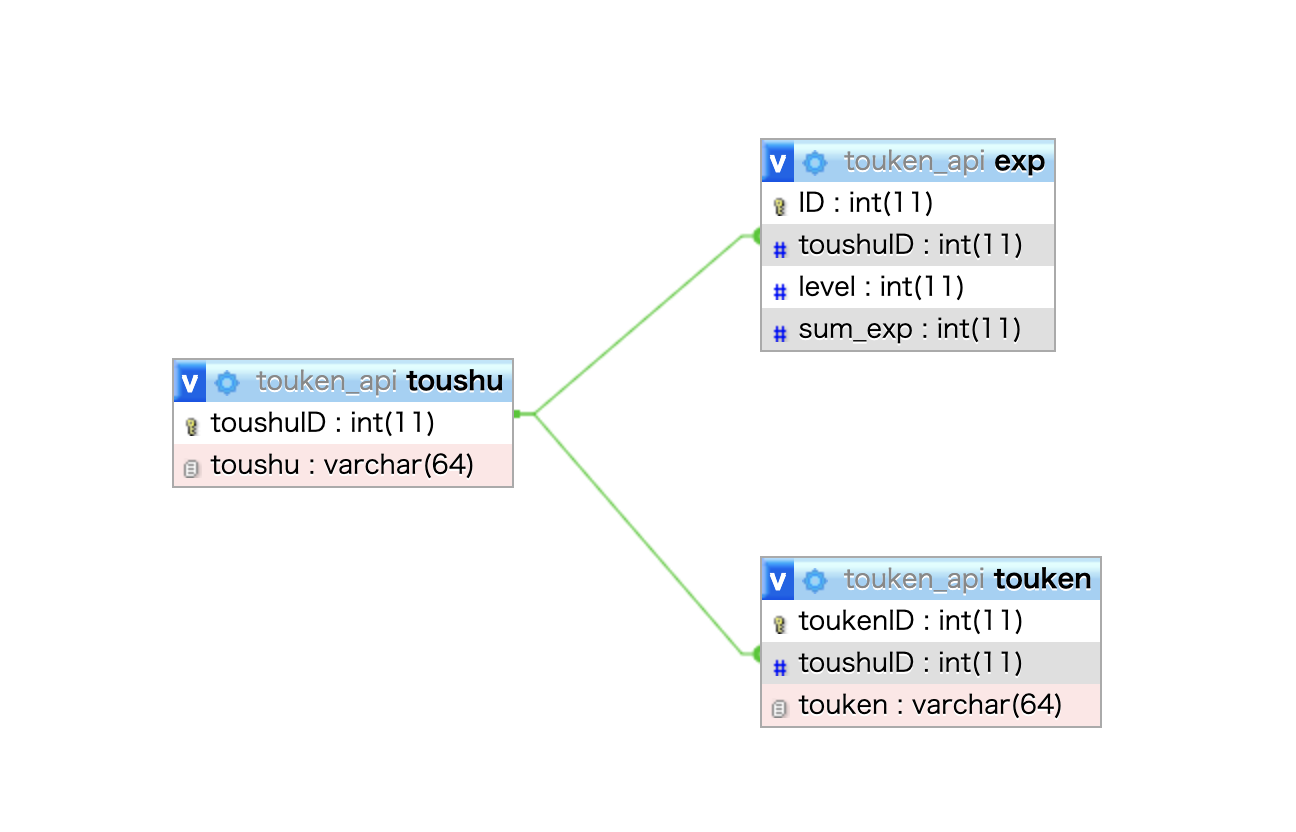 v touken_api exp
ID : int(11)
# toushuID : int(11)
# level : int(11)
# sum_exp : int(11)
v touken_api toushu
toushuID : int(11)
toushu : varchar(64)
v touken_api touken
toukenID : int(11)
# toushuID : int(11)
touken : varchar(64)